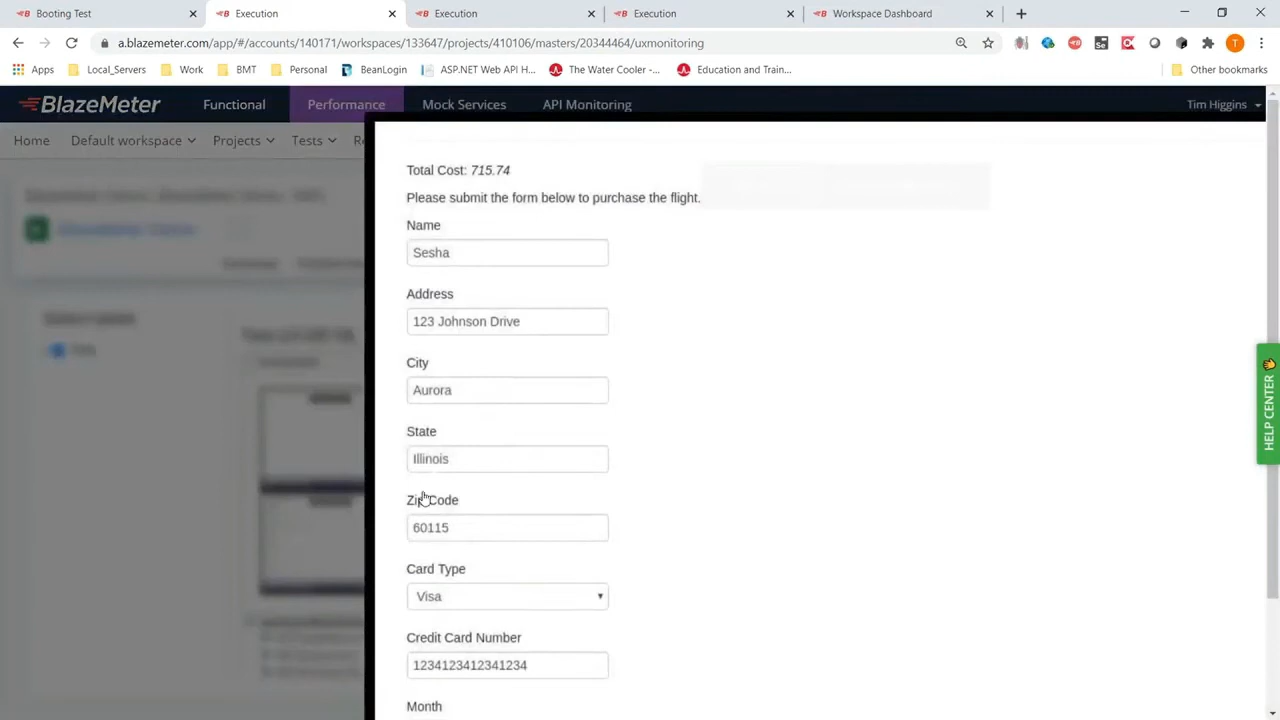 Booting Test
Execution
Execution
Execution
Workspace Dashboard
a.blazemeter.com/app/#/accounts/140171/workspaces/133647/projects/410106/masters/20344464/uxmonitoring
T
Apps
Local_Servers
Work
BMT
Personal
BeanLogin
ASP.NET Web API H...
The Water Cooler -...
Education and Train...
Other bookmarks
BlazeMeter
Functional
Performance
Mock Services
API Monitoring
Tim Higgins
Home
Default workspace
Projects
Tests
Total Cost: 715.74
Please submit the form below to purchase the flight.
Name
Sesha
Address
123 Johnson Drive
City
Aurora
State
Illinois
Zip Code
60115
Card Type
Visa
Credit Card Number
1234123412341234
Month
HELP CENTER